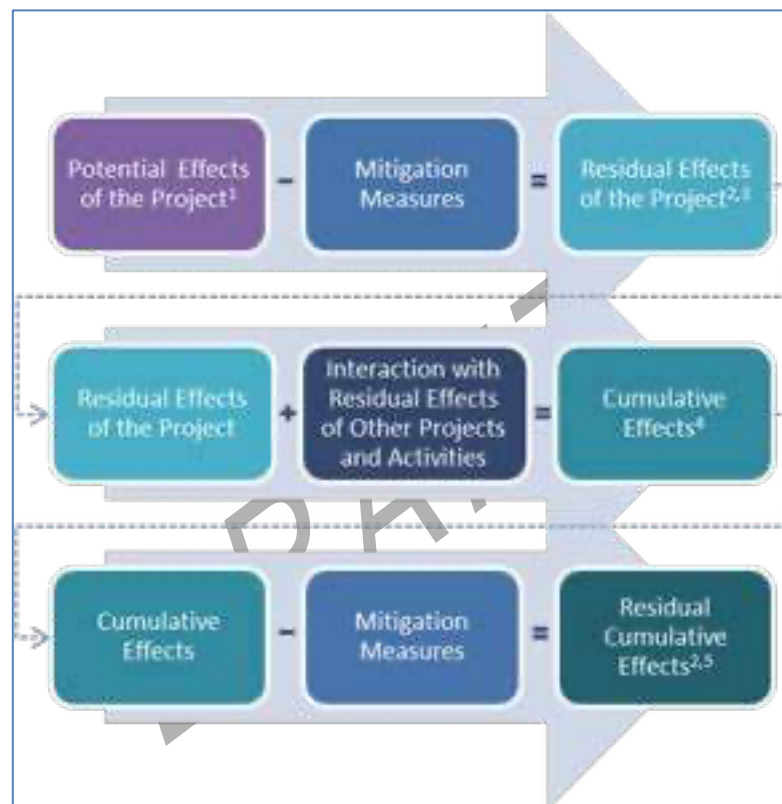 Potential Effects
of the Project¹
-
Mitigation
Measures
=
Residual Effects
of the Project²,³
Residual Effects
of the Project
+
Interaction with
Residual Effects
of Other Projects
and Activities
=
Cumulative
Effects⁴
Cumulative
Effects
-
Mitigation
Measures
=
Residual
Cumulative
Effects²,⁵
DRAFT